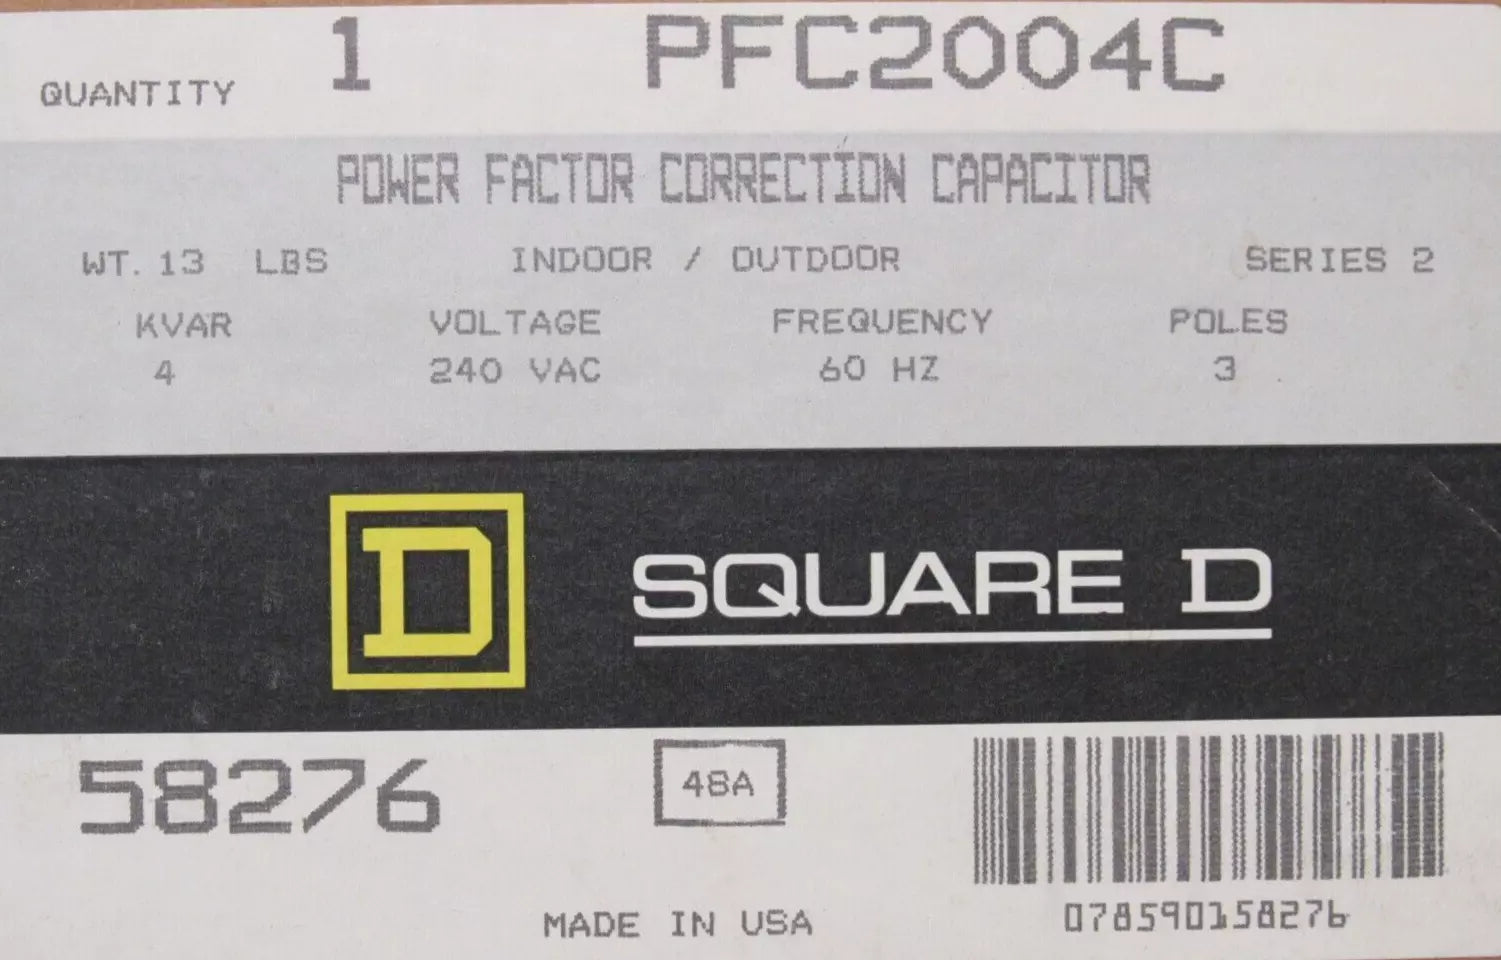 QUANTITY 1 PFC2004C
POWER FACTOR CORRECTION CAPACITOR
WT. 13 LBS INDOOR / OUTDOOR SERIES 2
KVAR VOLTAGE FREQUENCY POLES
4 240 VAC 60 HZ 3
D SQUARE D
58276 48A
MADE IN USA 078590158276